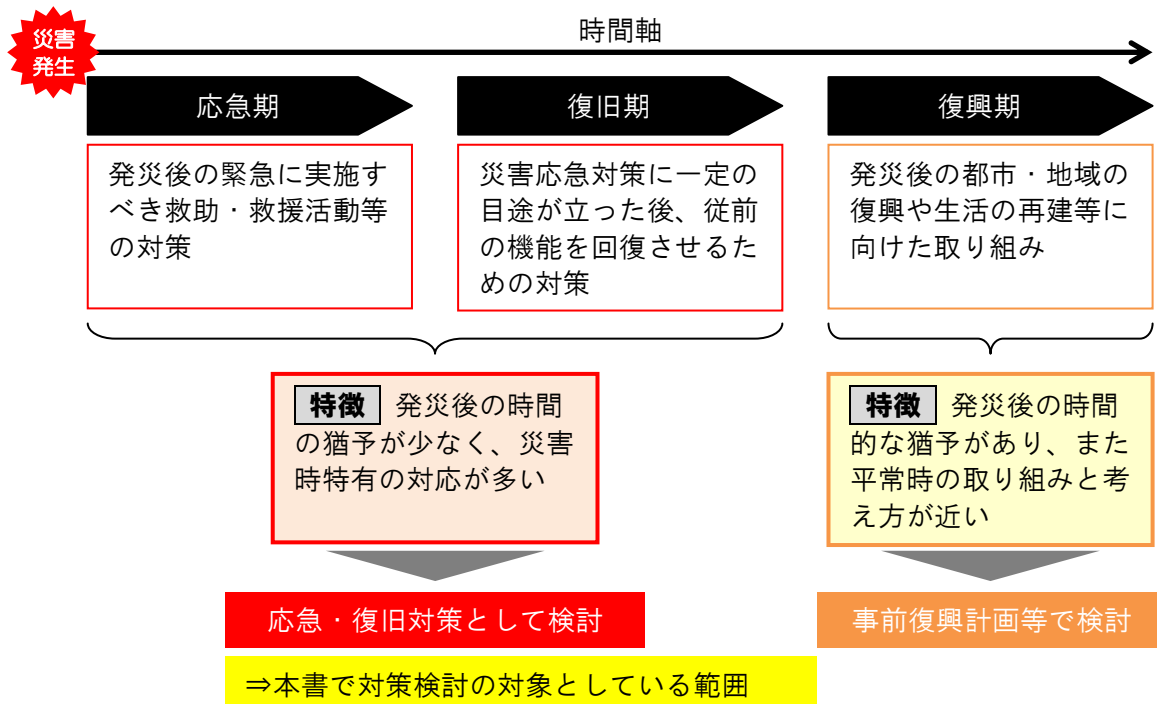 災害
発生
時間軸
応急期
復旧期
復興期
発災後の緊急に実施す
べき救助・救援活動等
の対策
災害応急対策に一定の
目途が立った後、従前
の機能を回復させるた
めの対策
発災後の都市・地域の
復興や生活の再建等に
向けた取り組み
特徴 発災後の時間
の猶予が少なく、災害
時特有の対応が多い
特徴 発災後の時間
的な猶予があり、また
平常時の取り組みと考
え方が近い
応急・復旧対策として検討
事前復興計画等で検討
⇒本書で対策検討の対象としている範囲